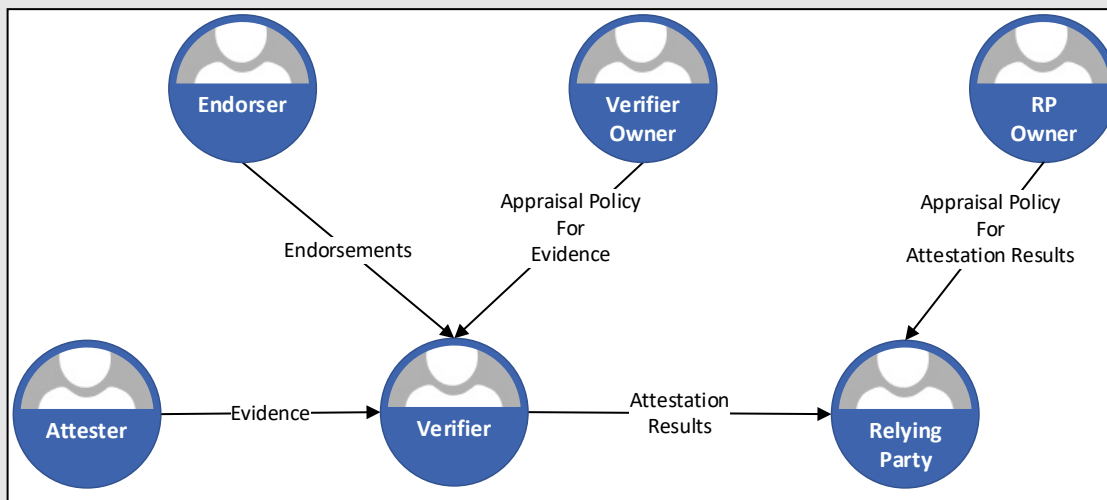 Endorser
Verifier
Owner
RP
Owner
Endorsements
Appraisal Policy
For
Evidence
Appraisal Policy
For
Attestation Results
Attester
Evidence
Verifier
Attestation
Results
Relying
Party